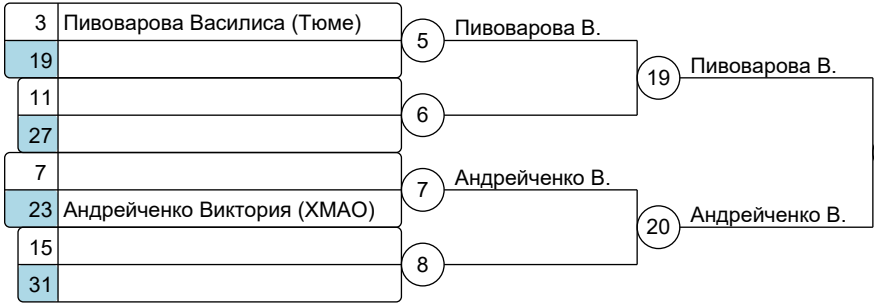 3 Пивоварова Василиса (Тюме)
19
11
27
7
23 Андрейченко Виктория (ХМАО)
15
31
5
6
7
8
Пивоварова В.
Андрейченко В.
19
20
Пивоварова В.
Андрейченко В.